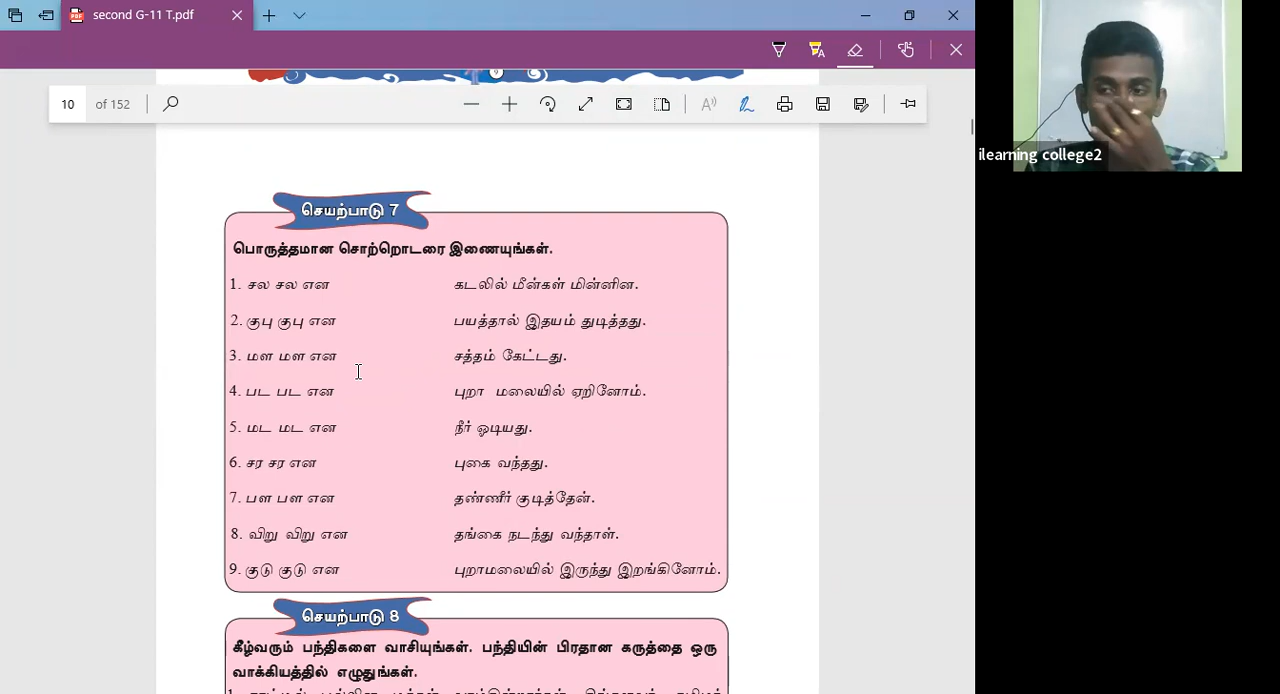 second G-11 T.pdf
10 of 152
ilearning college2
9
செயற்பாடு 7
பொருத்தமான சொற்றொடரை இணையுங்கள்.
1. சல சல என கடலில் மீன்கள் மின்னின.
2. குபு குபு என பயத்தால் இதயம் துடித்தது.
3. மள மள என சத்தம் கேட்டது.
4. பட பட என புறா மலையில் ஏறினோம்.
5. மட மட என நீர் ஓடியது.
6. சர சர என புகை வந்தது.
7. பள பள என தண்ணீர் குடித்தேன்.
8. விறு விறு என தங்கை நடந்து வந்தாள்.
9. குடு குடு என புறாமலையில் இருந்து இறங்கினோம்.
செயற்பாடு 8
கீழ்வரும் பந்திகளை வாசியுங்கள். பந்தியின் பிரதான கருத்தை ஒரு
வாக்கியத்தில் எழுதுங்கள்.